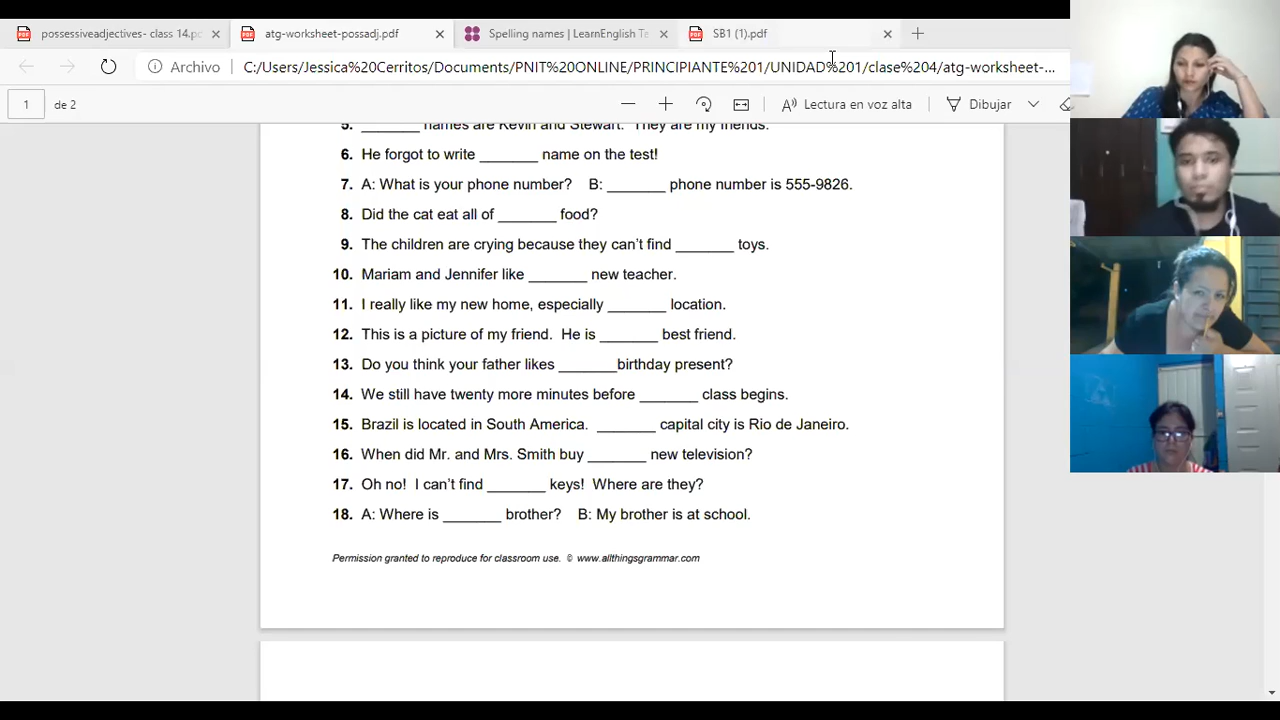 possessiveadjectives- class 14.pc
atg-worksheet-possadj.pdf
Spelling names | LearnEnglish Te
SB1 (1).pdf
Archivo
C:/Users/Jessica%20Cerritos/Documents/PNIT%20ONLINE/PRINCIPIANTE%201/UNIDAD%201/clase%204/atg-worksheet-...
1 de 2
Lectura en voz alta
Dibujar
5. _______ names are Kevin and Stewart. They are my friends.
6. He forgot to write _______ name on the test!
7. A: What is your phone number? B: _______ phone number is 555-9826.
8. Did the cat eat all of _______ food?
9. The children are crying because they can't find _______ toys.
10. Mariam and Jennifer like _______ new teacher.
11. I really like my new home, especially _______ location.
12. This is a picture of my friend. He is _______ best friend.
13. Do you think your father likes _______birthday present?
14. We still have twenty more minutes before _______ class begins.
15. Brazil is located in South America. _______ capital city is Rio de Janeiro.
16. When did Mr. and Mrs. Smith buy _______ new television?
17. Oh no! I can't find _______ keys! Where are they?
18. A: Where is _______ brother? B: My brother is at school.
Permission granted to reproduce for classroom use. © www.allthingsgrammar.com